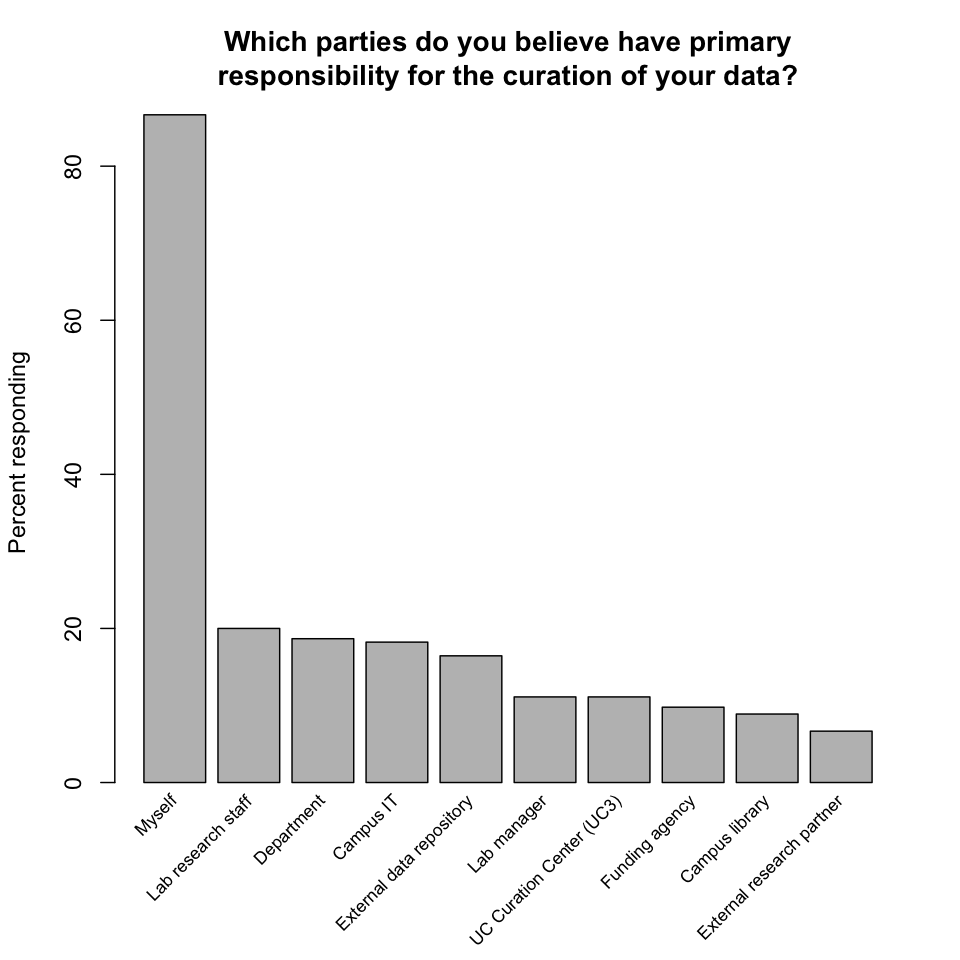 Which parties do you believe have primary
responsibility for the curation of your data?
Percent responding
80
60
40
20
0
Myself
Lab research staff
Department
Campus IT
External data repository
Lab manager
UC Curation Center (UC3)
Funding agency
Campus library
External research partner